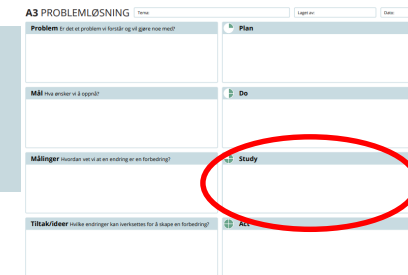 A3 PROBLEMLØSNING Tema: Laget av: Dato:
Problem Er det et problem vi forstår og vil gjøre noe med?
Plan
Mål Hva ønsker vi å oppnå?
Do
Målinger Hvordan vet vi at en endring er en forbedring?
Study
Tiltak/ideer Hvilke endringer kan iverksettes for å skape en forbedring?
Act